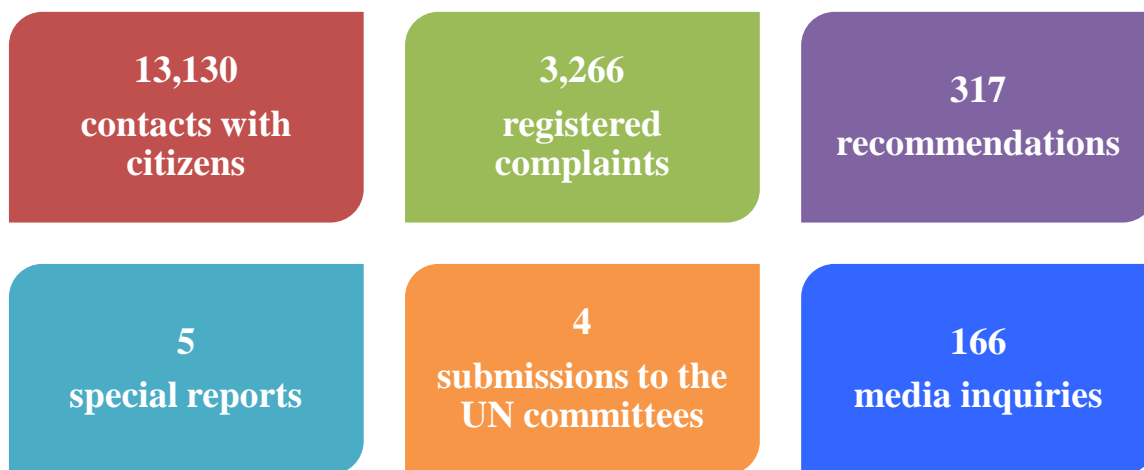 13,130
contacts with
citizens
3,266
registered
complaints
317
recommendations
5
special reports
4
submissions to the
UN committees
166
media inquiries